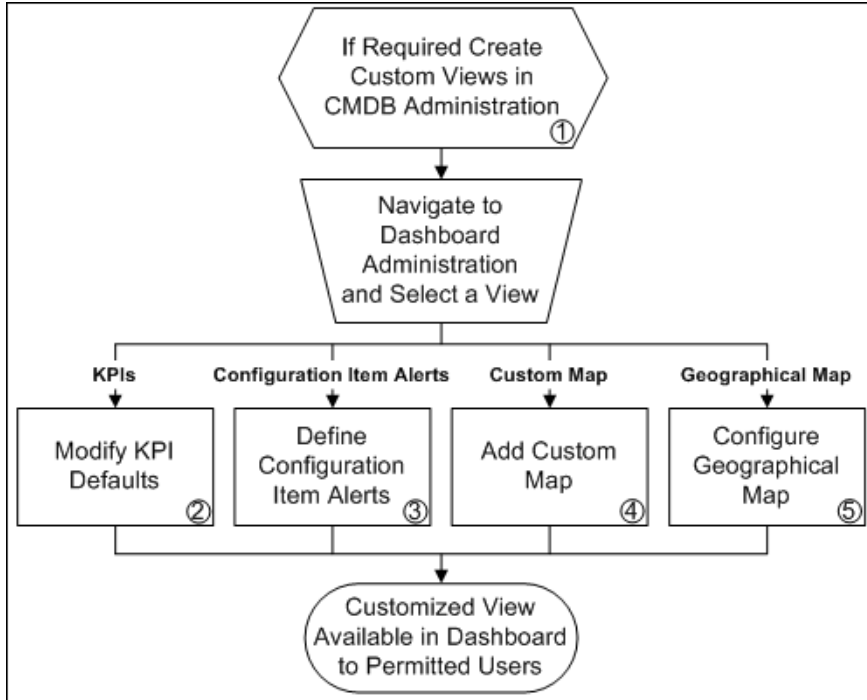 If Required Create
Custom Views in
CMDB Administration
①
Navigate to
Dashboard
Administration
and Select a View
KPIs
Configuration Item Alerts
Custom Map
Geographical Map
Modify KPI
Defaults
②
Define
Configuration
Item Alerts
③
Add Custom
Map
④
Configure
Geographical
Map
⑤
Customized View
Available in Dashboard
to Permitted Users